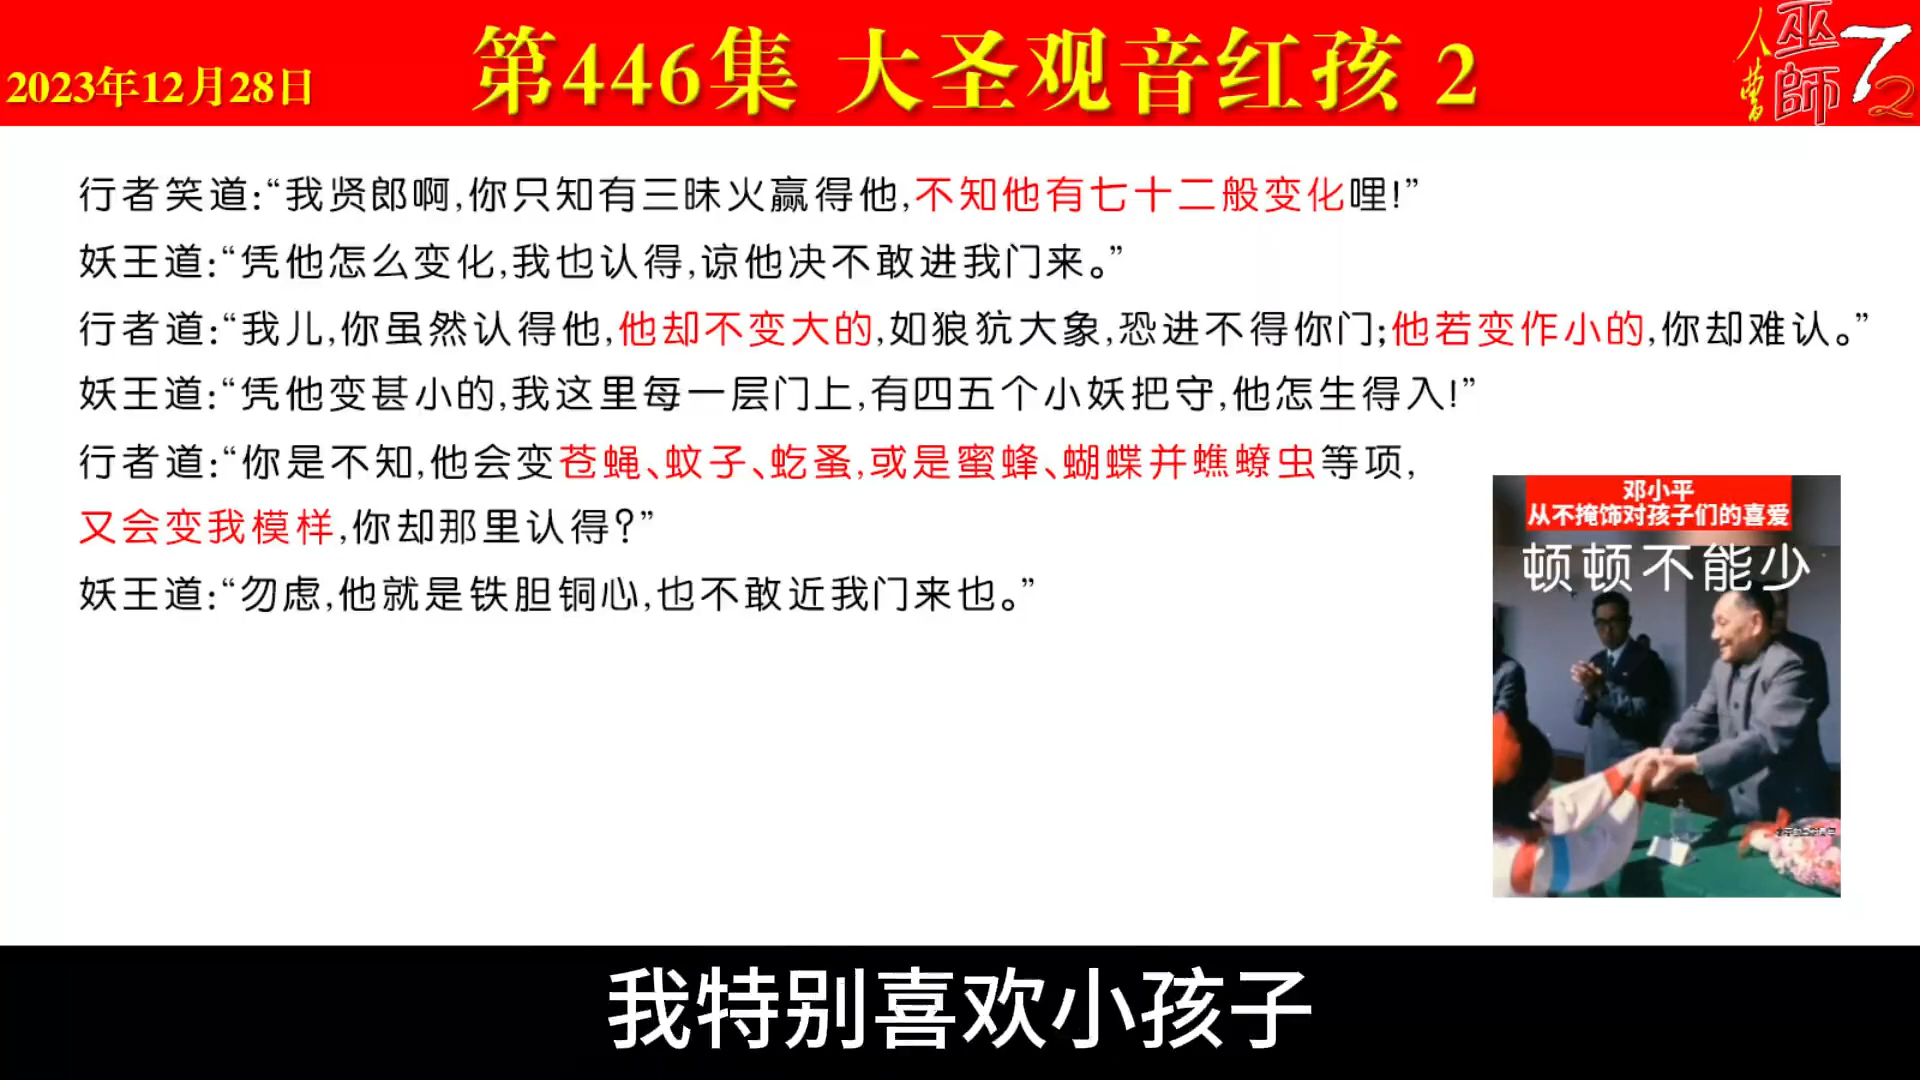 2023年12月28日
第446集 大圣观音红孩 2
人曹
巫師
72
行者笑道:“我贤郎啊,你只知有三昧火赢得他,不知他有七十二般变化哩!”
妖王道:“凭他怎么变化,我也认得,谅他决不敢进我门来。”
行者道:“我儿,你虽然认得他,他却不变大的,如狼犺大象,恐进不得你门;他若变作小的,你却难认。”
妖王道:“凭他变甚小的,我这里每一层门上,有四五个小妖把守,他怎生得入!”
行者道:“你是不知,他会变苍蝇、蚊子、虼蚤,或是蜜蜂、蝴蝶并蟭蟟虫等项,
又会变我模样,你却那里认得?”
妖王道:“勿虑,他就是铁胆铜心,也不敢近我门来也。”
邓小平
从不掩饰对孩子们的喜爱
顿顿不能少
我特别喜欢小孩子